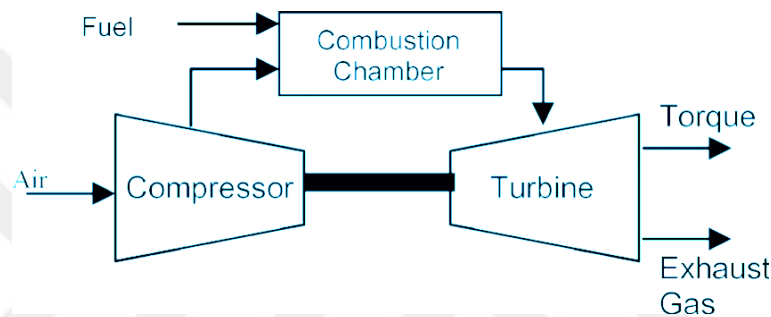 Fuel
Combustion
Chamber
Torque
Air
Compressor
Turbine
Exhaust
Gas